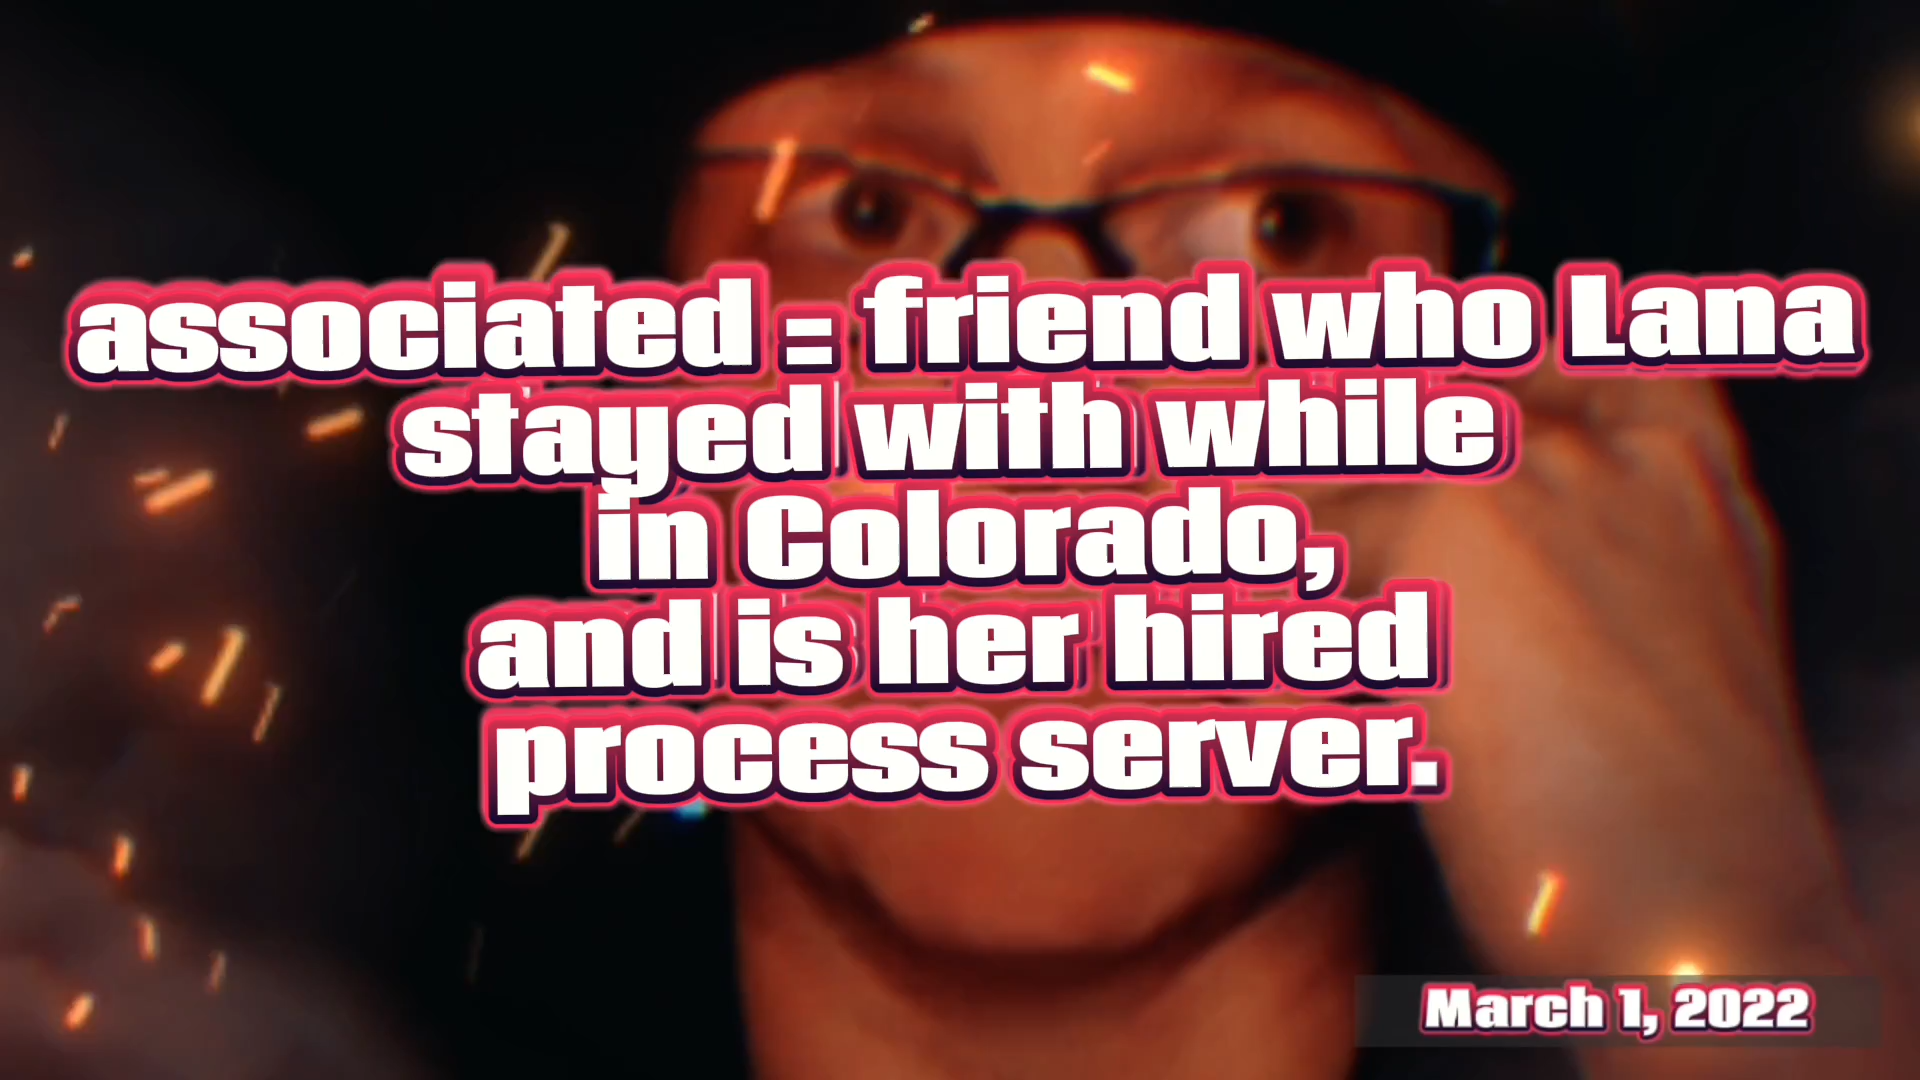 associated = friend who Lana
stayed with while
in Colorado,
and is her hired
process server.
March 1, 2022